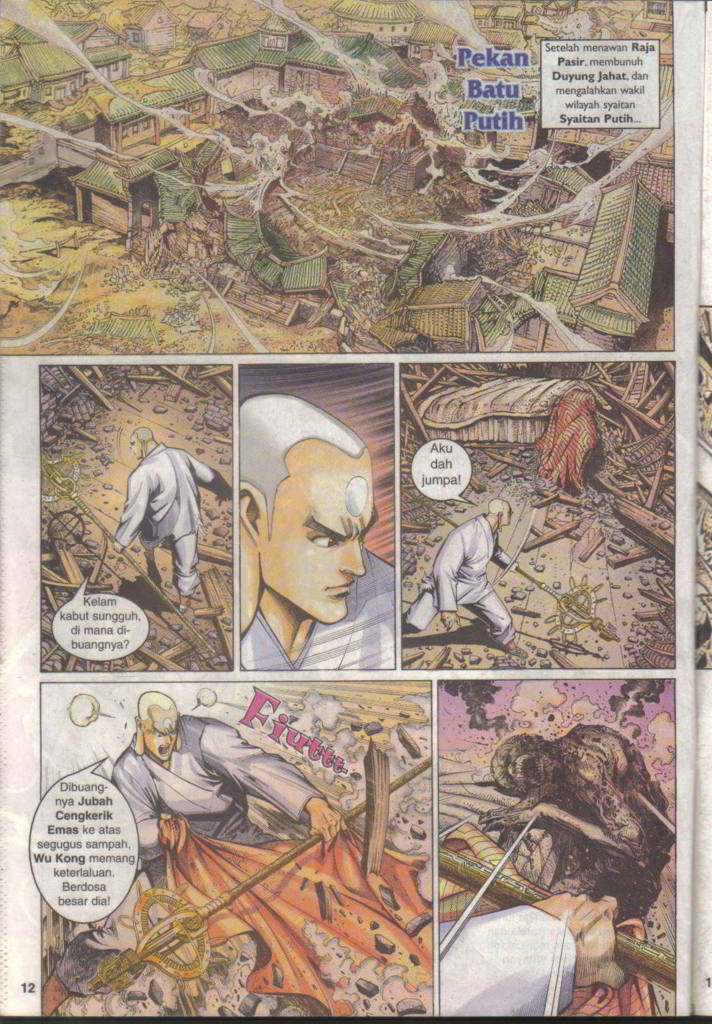 Pekan
Batu
Putih
Setelah menawan Raja
Pasir, membunuh
Duyung Jahat, dan
mengalahkan wakil
wilayah syaitan
Syaitan Putih...
Kelam
kabut sungguh,
di mana di-
buangnya?
Aku
dah
jumpa!
Fiuttt--
Dibuang-
nya Jubah
Cengkerik
Emas ke atas
segugus sampah,
Wu Kong memang
keterlaluan.
Berdosa
besar dia!
12
1